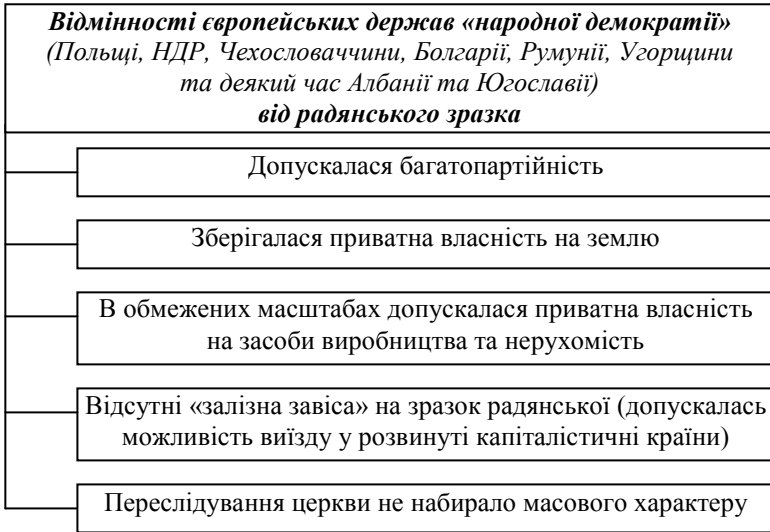 Відмінності європейських держав «народної демократії»
(Польщі, НДР, Чехословаччини, Болгарії, Румунії, Угорщини
та деякий час Албанії та Югославії)
від радянського зразка
Допускалася багатопартійність
Зберігалася приватна власність на землю
В обмежених масштабах допускалася приватна власність
на засоби виробництва та нерухомість
Відсутні «залізна завіса» на зразок радянської (допускалась
можливість виїзду у розвинуті капіталістичні країни)
Переслідування церкви не набирало масового характеру